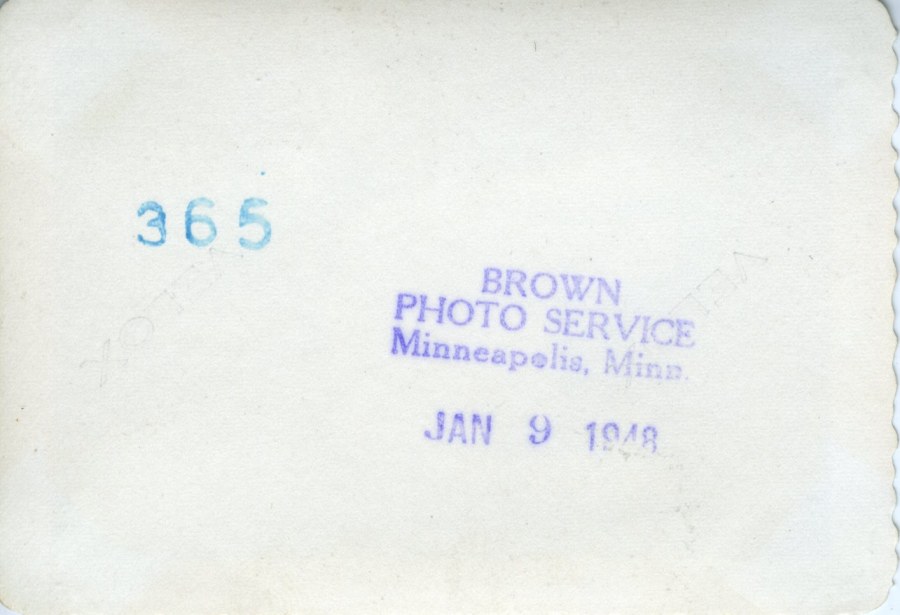 365
BROWN
PHOTO SERVICE
Minneapolis, Minn.
JAN 9 1948